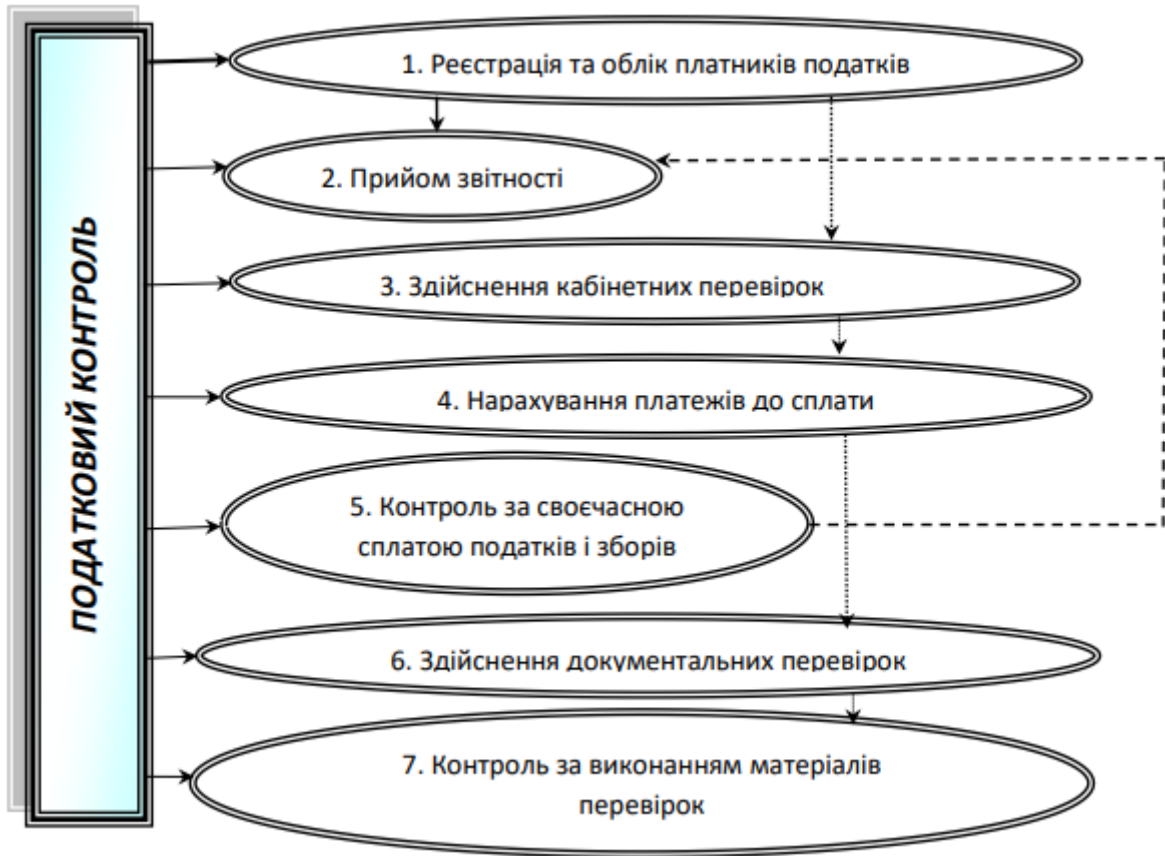 ПОДАТКОВИЙ КОНТРОЛЬ
1. Реєстрація та облік платників податків
2. Прийом звітності
3. Здійснення кабінетних перевірок
4. Нарахування платежів до сплати
5. Контроль за своєчасною
сплатою податків і зборів
6. Здійснення документальних перевірок
7. Контроль за виконанням матеріалів
перевірок